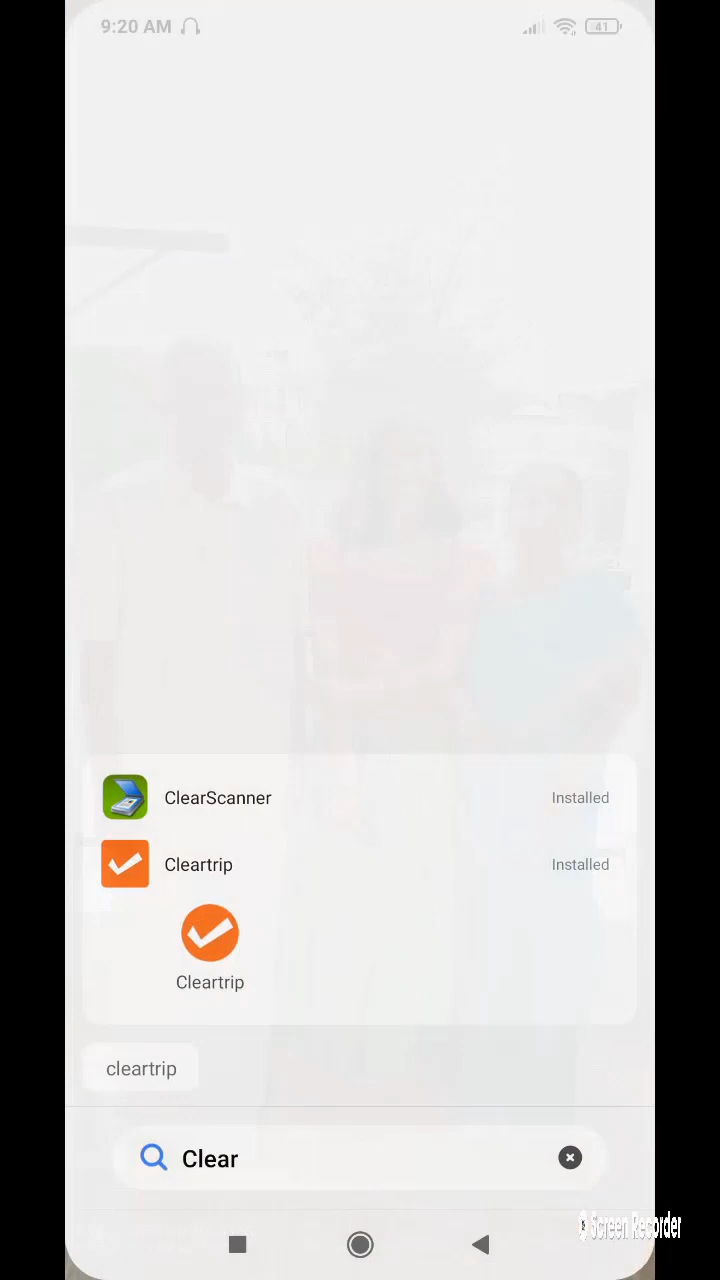 9:20 AM
41
ClearScanner Installed
Cleartrip Installed
Cleartrip
cleartrip
Clear
Screen Recorder